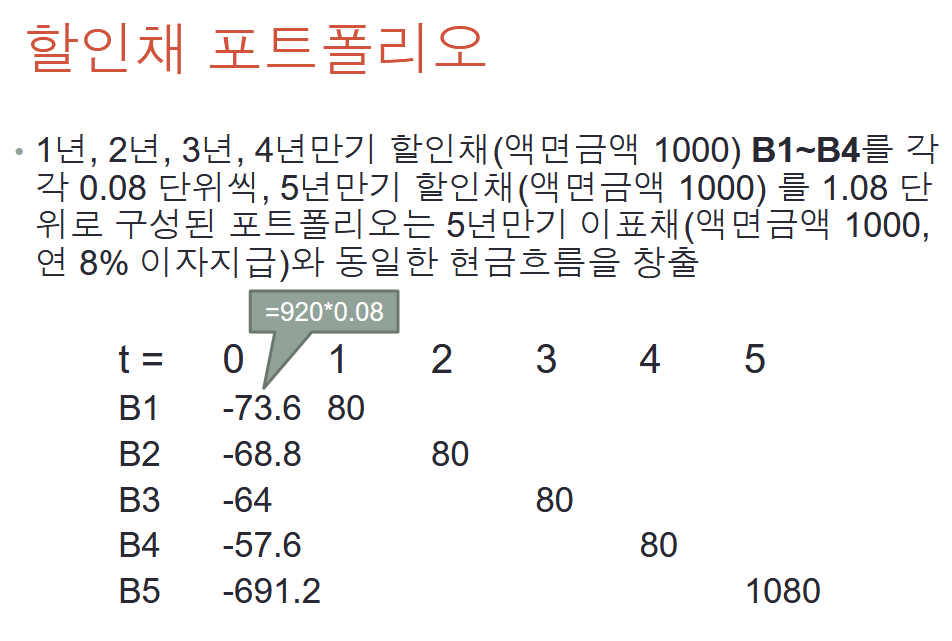 할인채 포트폴리오
• 1년, 2년, 3년, 4년만기 할인채(액면금액 1000) B1~B4를 각
각 0.08 단위씩, 5년만기 할인채(액면금액 1000) 를 1.08 단
위로 구성된 포트폴리오는 5년만기 이표채(액면금액 1000,
연 8% 이자지급)와 동일한 현금흐름을 창출
=920*0.08
t = 0 1 2 3 4 5
B1 -73.6 80
B2 -68.8 80
B3 -64 80
B4 -57.6 80
B5 -691.2 1080